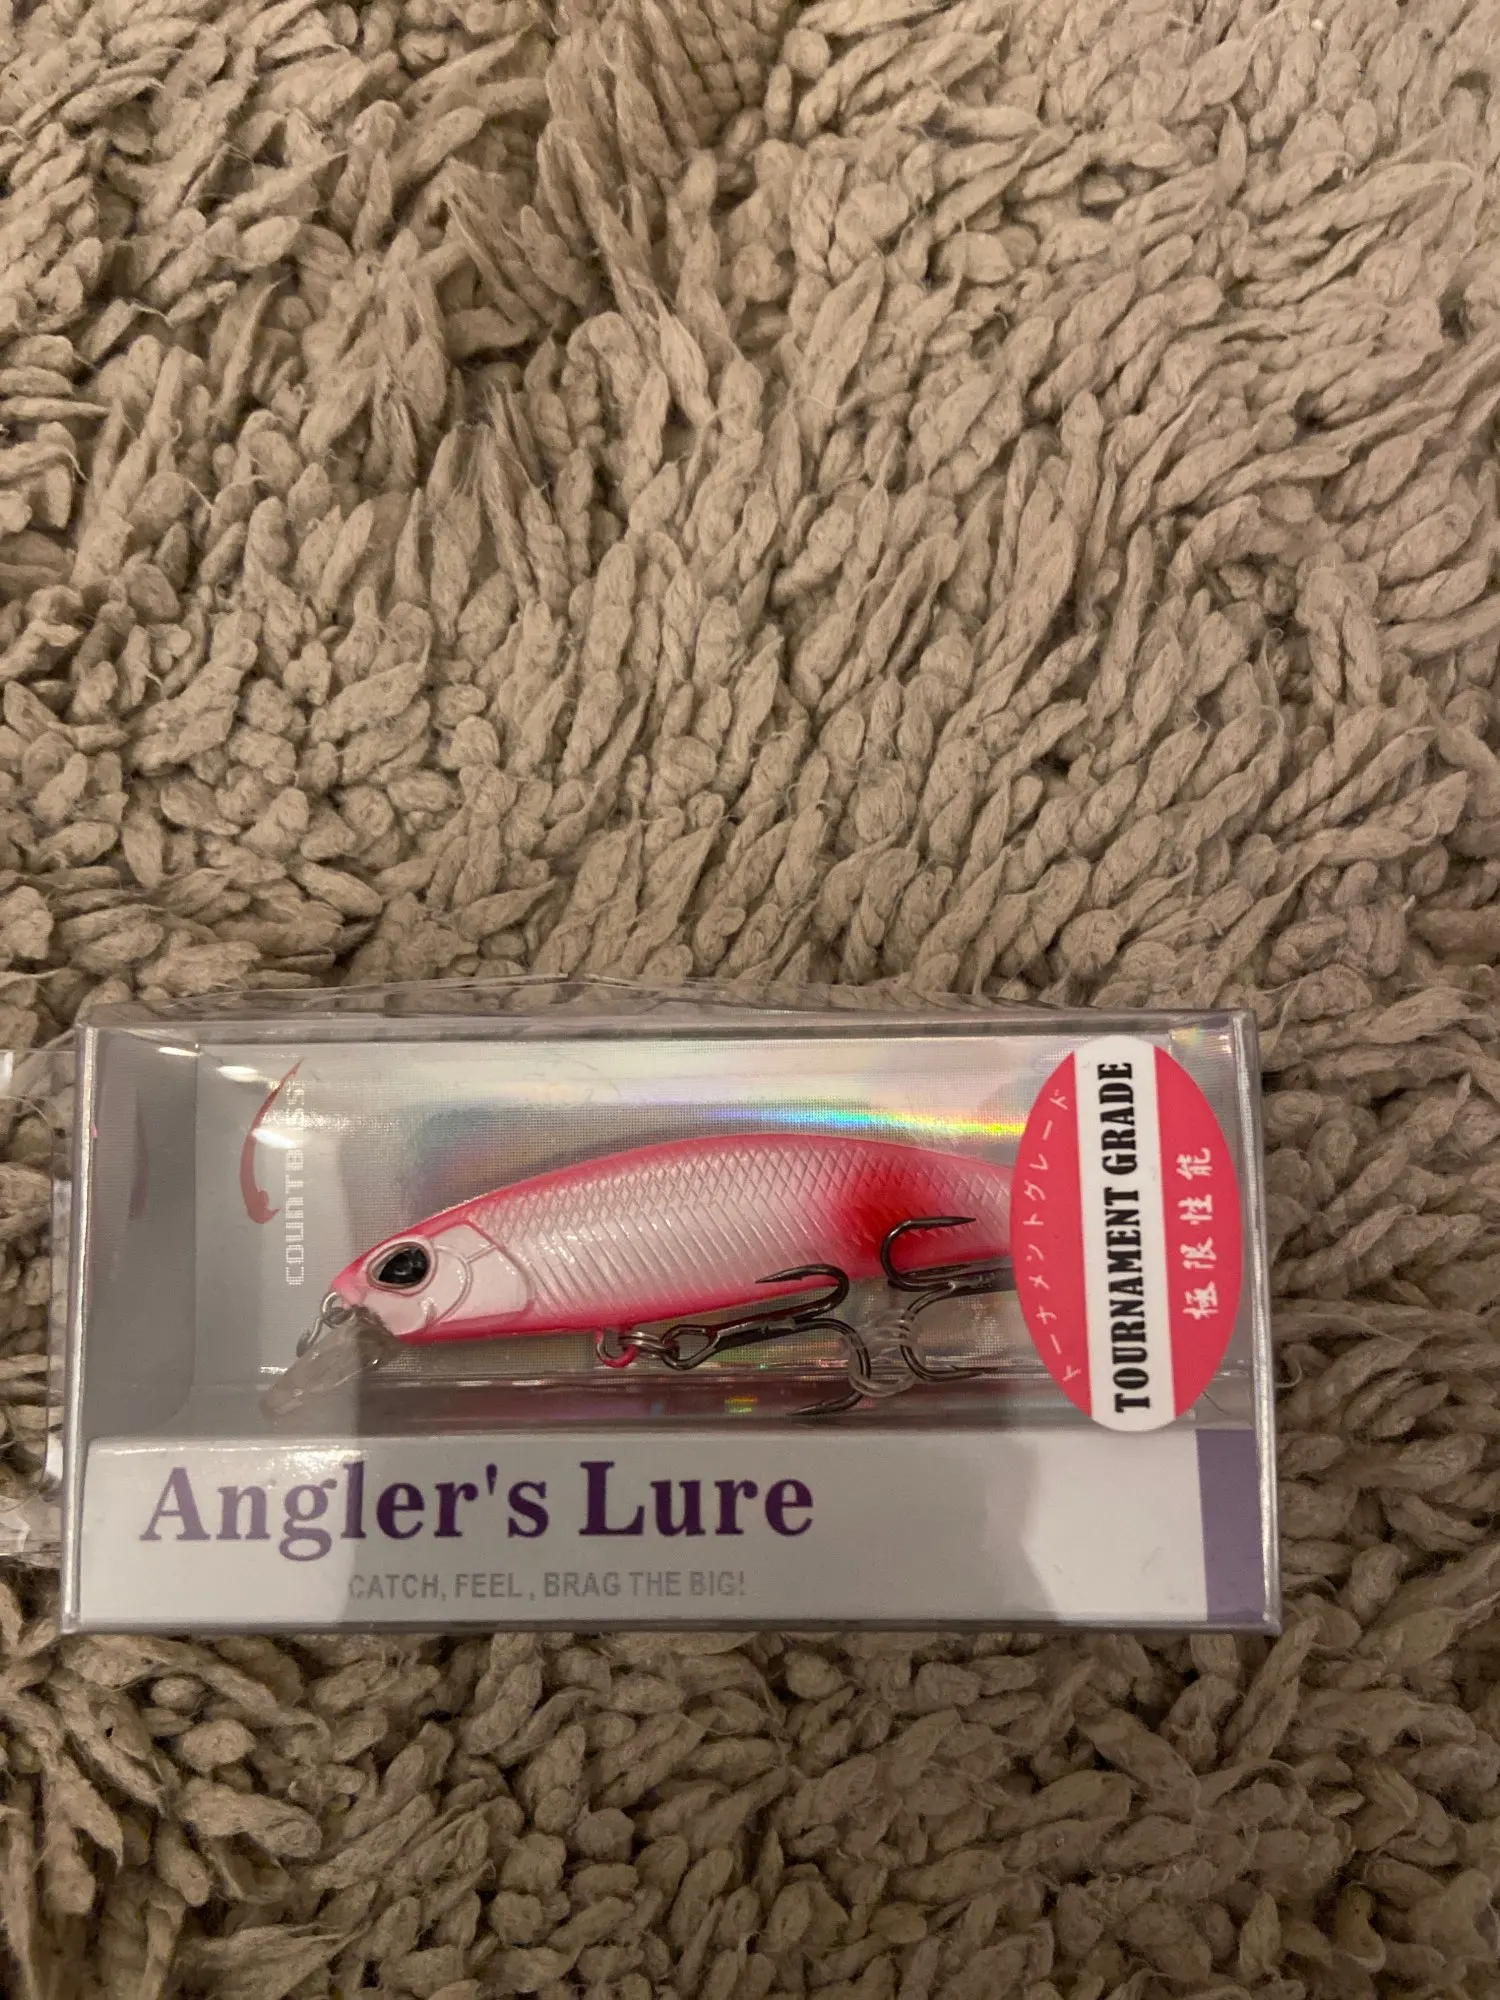 COUNTBASS
トーナメントグレード
TOURNAMENT GRADE
極限性能
Angler's Lure
CATCH, FEEL, BRAG THE BIG!